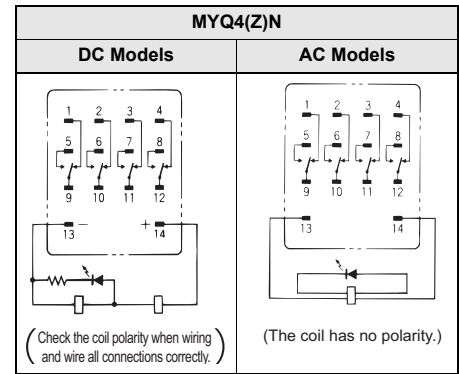 MYQ4(Z)N
DC Models
AC Models
1 2 3 4
5 6 7 8
9 10 11 12
13 − + 14
(Check the coil polarity when wiring
and wire all connections correctly.)
1 2 3 4
5 6 7 8
9 10 11 12
13 14
(The coil has no polarity.)